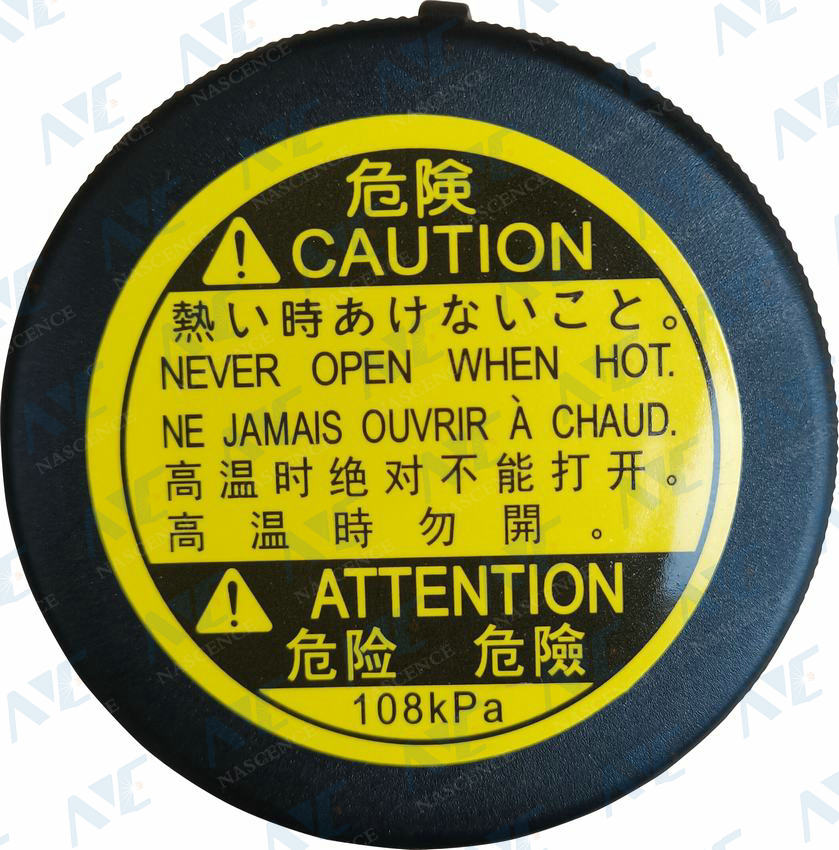 危険
CAUTION
熱い時あけないこと。
NEVER OPEN WHEN HOT.
NE JAMAIS OUVRIR À CHAUD.
高温时绝对不能打开。
高温時勿開。
ATTENTION
危险 危險
108kPa
NASCENCE